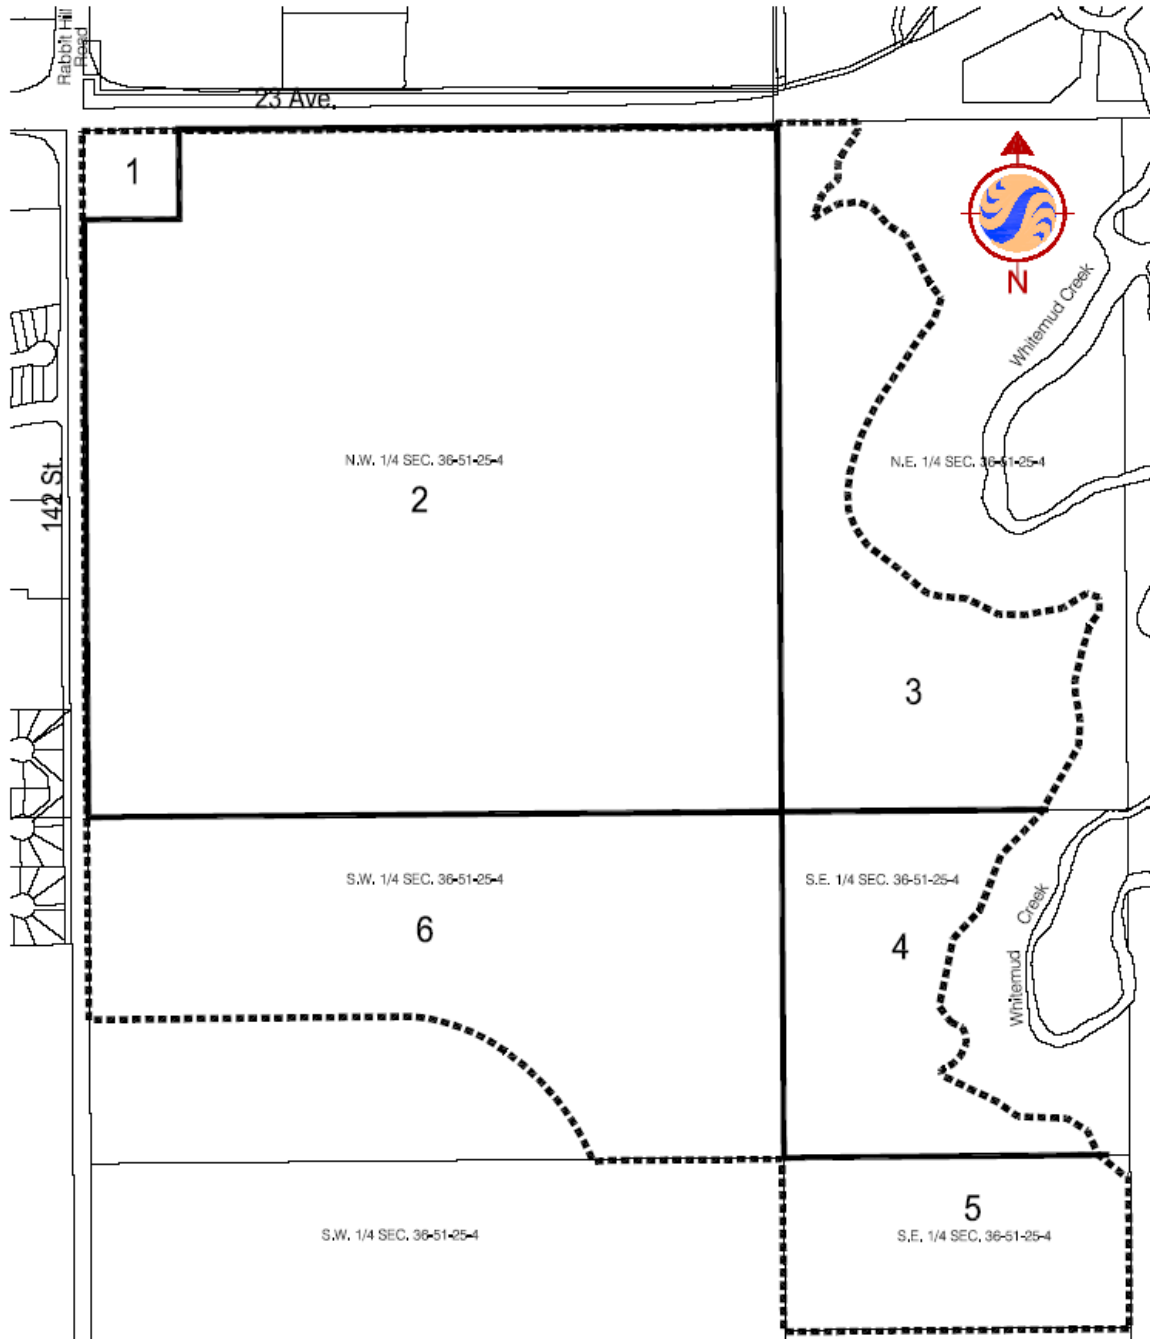 Rabbit Hill
Road
23 Ave.
1
N
Whitemud Creek
N.W. 1/4 SEC. 36-51-25-4
N.E. 1/4 SEC. 36-51-25-4
2
142 St.
3
S.W. 1/4 SEC. 36-51-25-4
S.E. 1/4 SEC. 36-51-25-4
6
4
Whitemud
Creek
5
S.W. 1/4 SEC. 36-51-25-4
S.E. 1/4 SEC. 36-51-25-4